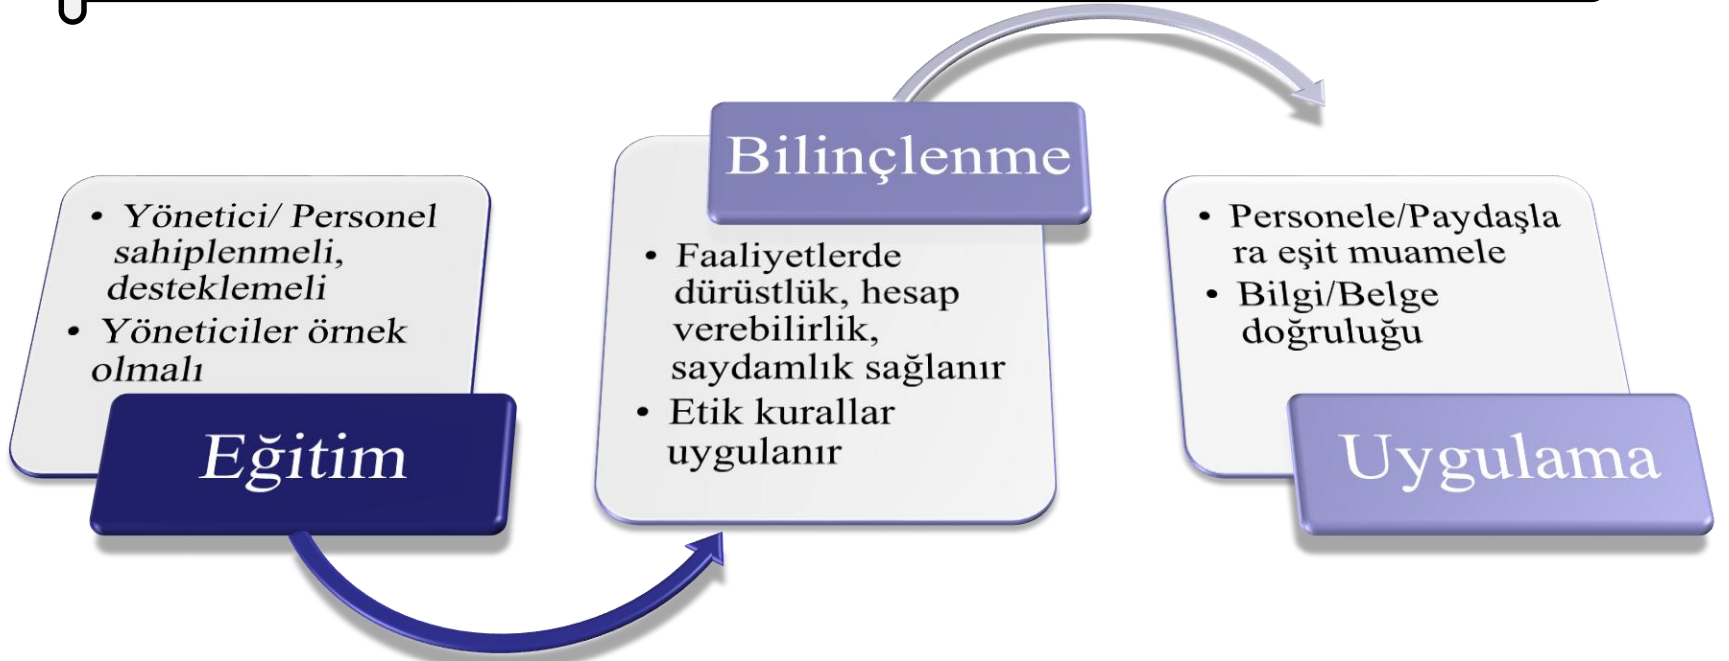 • Yönetici/ Personel
sahiplenmeli,
desteklemeli
• Yöneticiler örnek
olmalı
Eğitim
Bilinçlenme
• Faaliyetlerde
dürüstlük, hesap
verebilirlik,
saydamlık sağlanır
• Etik kurallar
uygulanır
• Personele/Paydaşla
ra eşit muamele
• Bilgi/Belge
doğruluğu
Uygulama